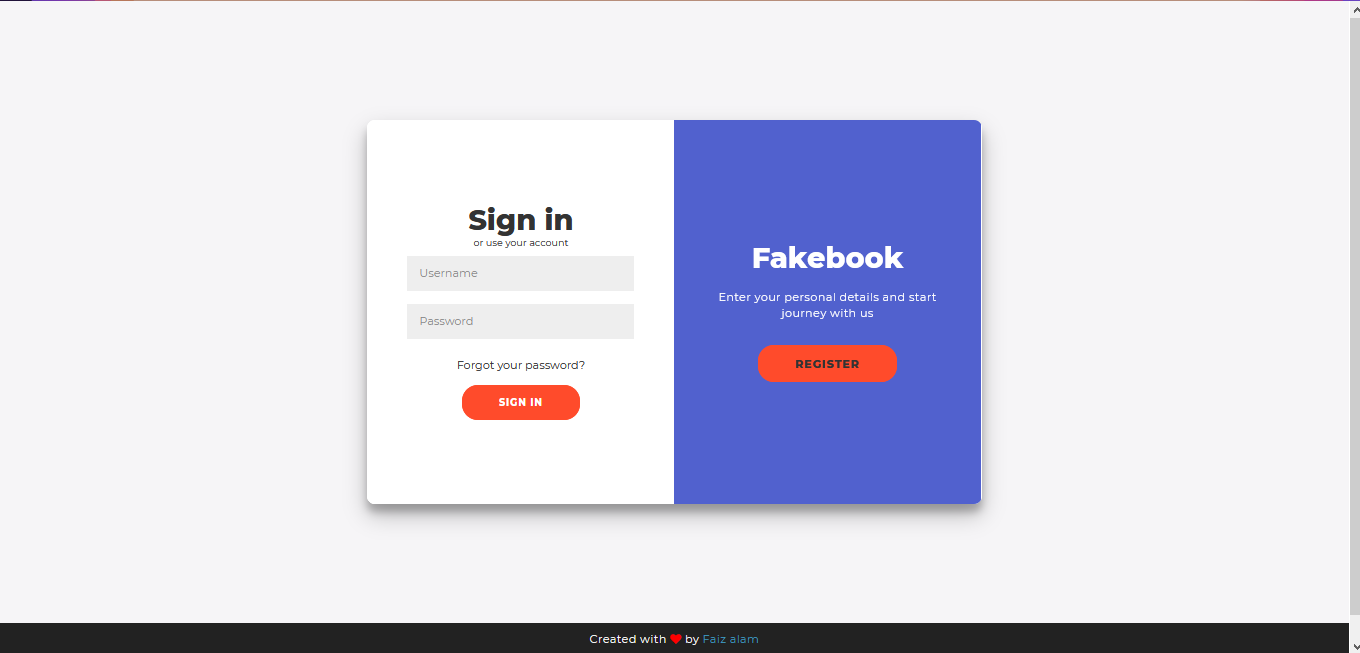 Sign in
or use your account
Username
Password
Forgot your password?
SIGN IN
Fakebook
Enter your personal details and start
journey with us
REGISTER
Created with ❤ by Faiz alam